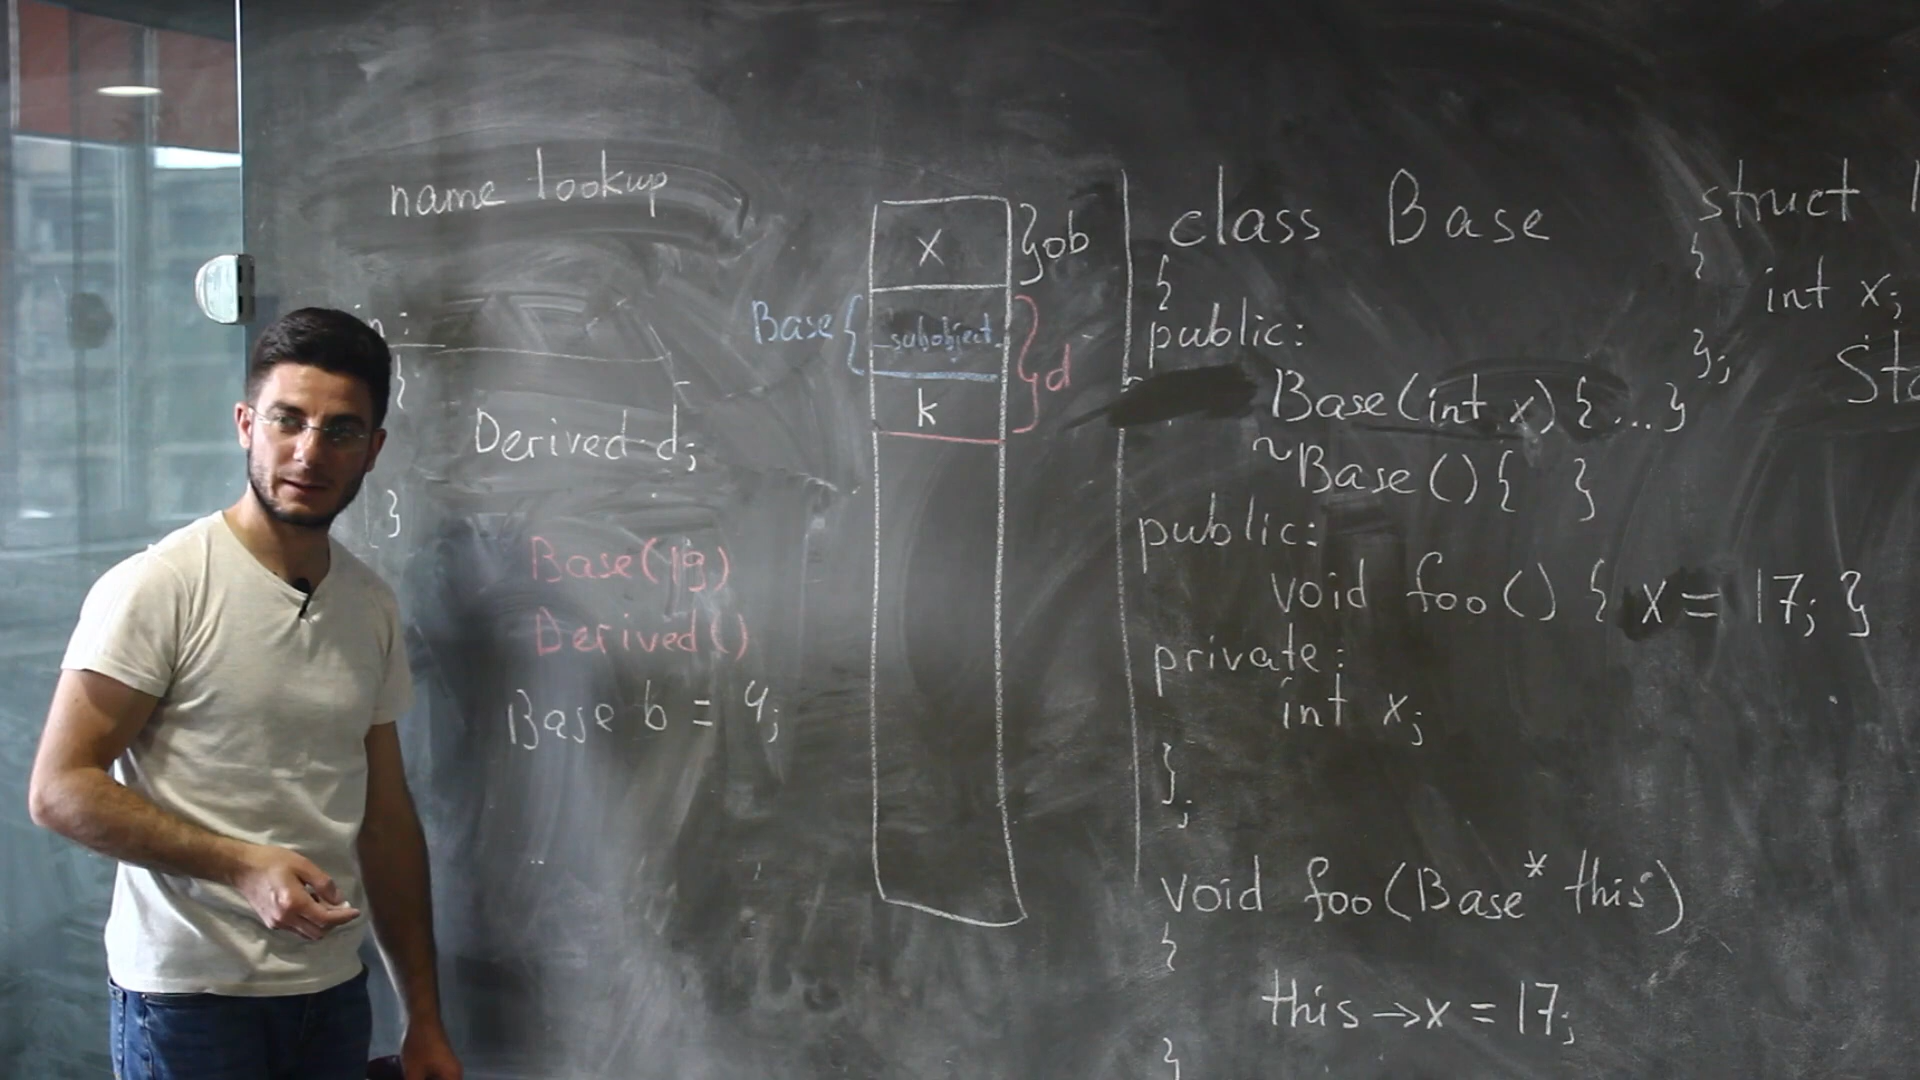 name lookup
n:
{
Derived d;
}
Base(19)
Derived()
Base b = 4;
x } ob
Base { subobject } d
k
class Base
{
public:
Base(int x) {...}
~Base() { }
public:
void foo() { x = 17; }
private:
int x;
};
void foo(Base* this)
{
this->x = 17;
}
struct
{
int x;
};